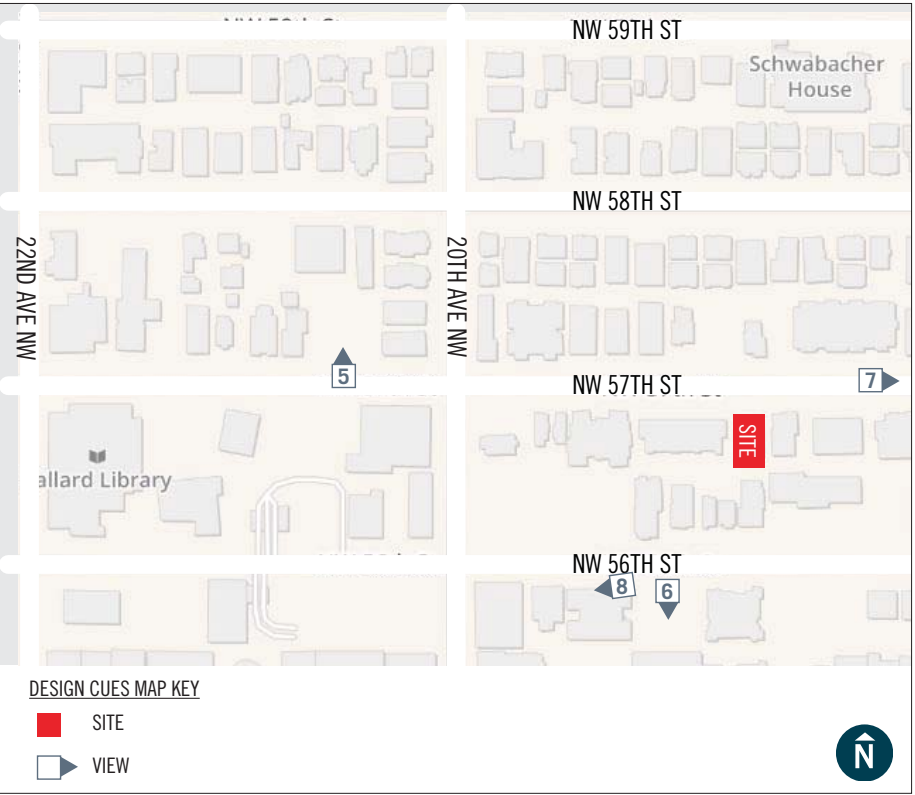 NW 59TH ST
Schwabacher
House
NW 58TH ST
22ND AVE NW
20TH AVE NW
5
NW 57TH ST
7
SITE
allard Library
NW 56TH ST
8
6
DESIGN CUES MAP KEY
SITE
VIEW
N